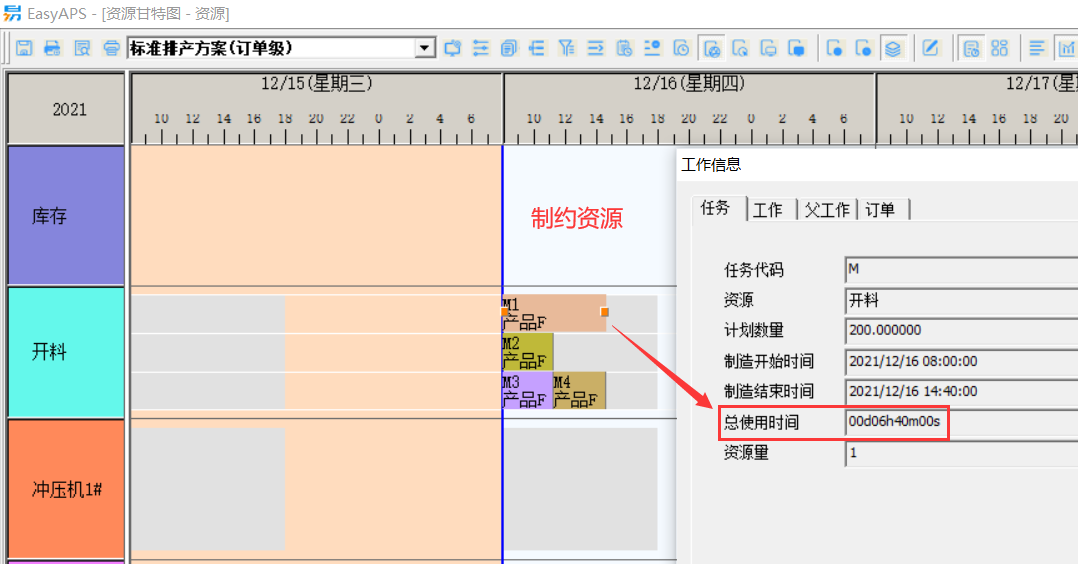 EasyAPS - [资源甘特图 - 资源]
标准排产方案(订单级)
2021
12/15(星期三)
12/16(星期四)
12/17(星
10 12 14 16 18 20 22 0 2 4 6
10 12 14 16 18 20 22 0 2 4 6
10 12 14 16 18 20
库存
制约资源
开料
M1
产品F
M2
产品F
M3
产品F
M4
产品F
冲压机1#
工作信息
任务 工作 父工作 订单
任务代码 M
资源 开料
计划数量 200.000000
制造开始时间 2021/12/16 08:00:00
制造结束时间 2021/12/16 14:40:00
总使用时间 00d06h40m00s
资源量 1